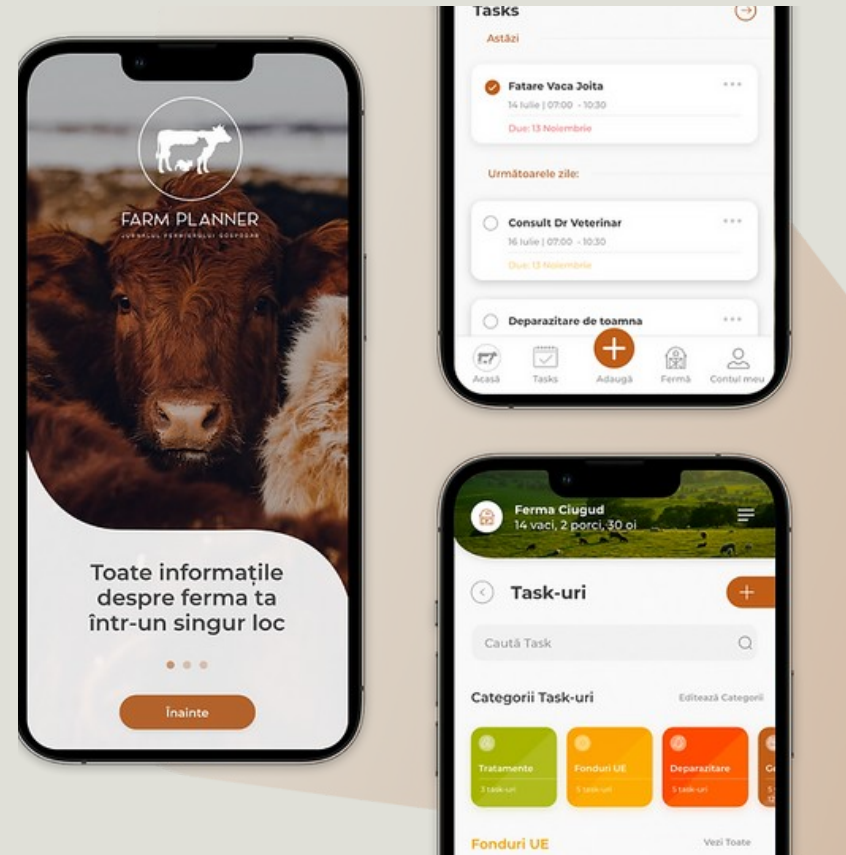 FARM PLANNER
JURNALUL FERMIERULUI GOSPODAR
Toate informațile
despre ferma ta
într-un singur loc
Înainte
Tasks
Astăzi
Fatare Vaca Joita
14 Iulie | 07:00 - 10:30
Due: 13 Noiembrie
Următoarele zile:
Consult Dr Veterinar
16 Iulie | 07:00 - 10:30
Due: 13 Noiembrie
Deparazitare de toamna
Acasă
Tasks
Adaugă
Fermă
Contul meu
Ferma Ciugud
14 vaci, 2 porci, 30 oi
Task-uri
Caută Task
Categorii Task-uri
Editează Categorii
Tratamente
3 task-uri
Fonduri UE
5 task-uri
Deparazitare
5 task-uri
Fonduri UE
Vezi Toate